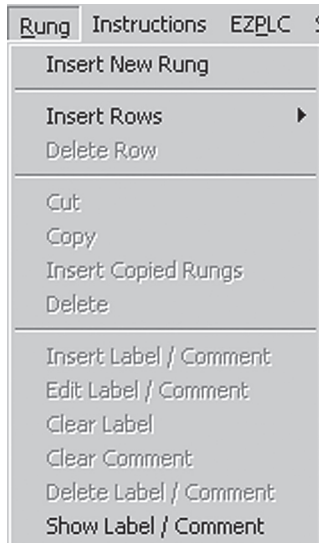 Rung Instructions EZPLC
Insert New Rung
Insert Rows
Delete Row
Cut
Copy
Insert Copied Rungs
Delete
Insert Label / Comment
Edit Label / Comment
Clear Label
Clear Comment
Delete Label / Comment
Show Label / Comment